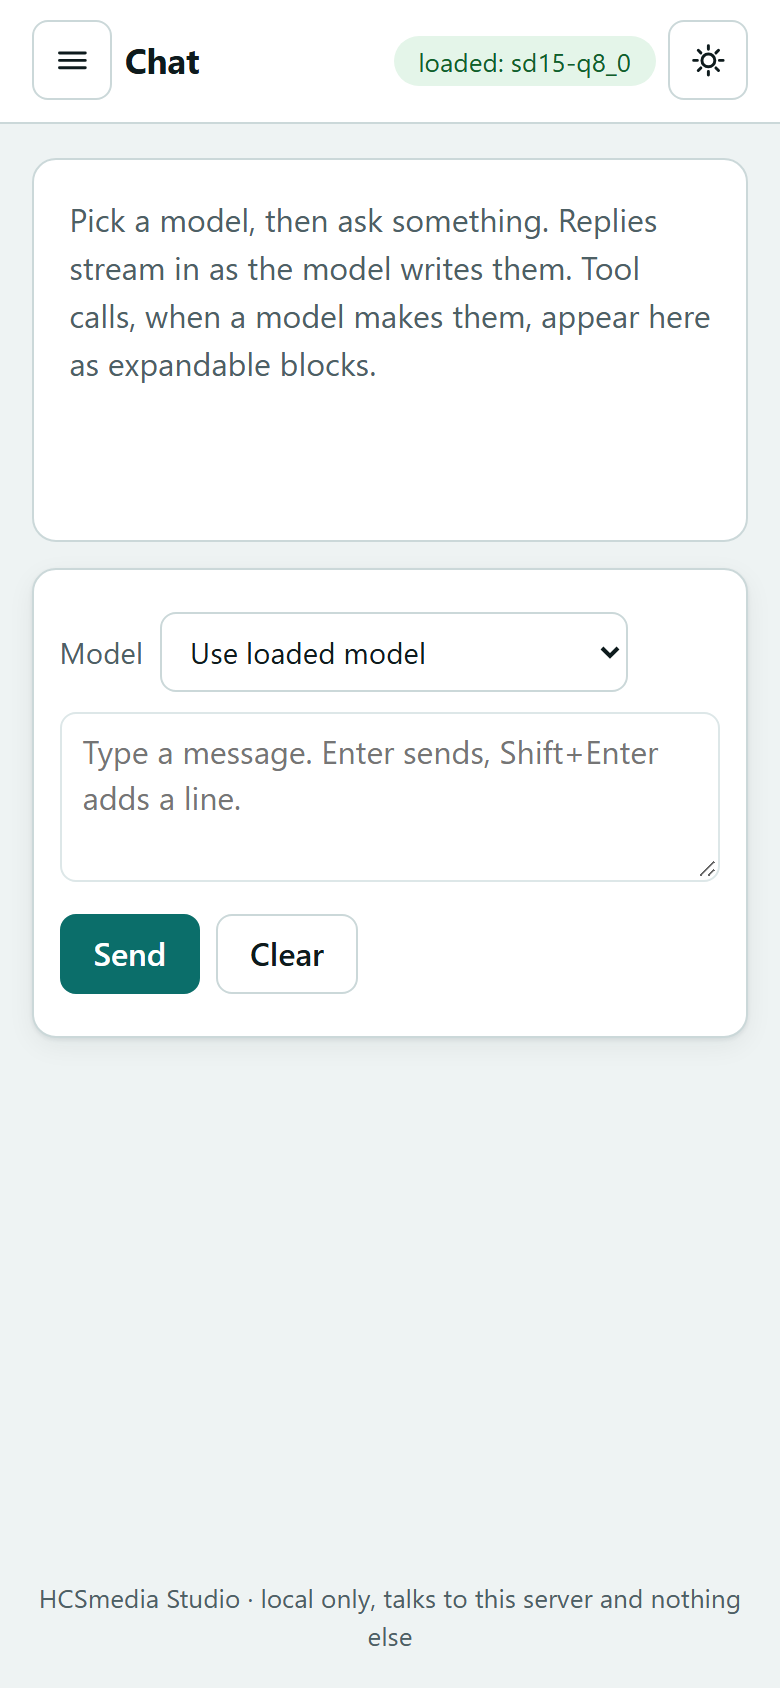 Chat
loaded: sd15-q8_0
Pick a model, then ask something. Replies
stream in as the model writes them. Tool
calls, when a model makes them, appear here
as expandable blocks.
Model
Use loaded model
Type a message. Enter sends, Shift+Enter
adds a line.
Send
Clear
HCSmedia Studio · local only, talks to this server and nothing
else